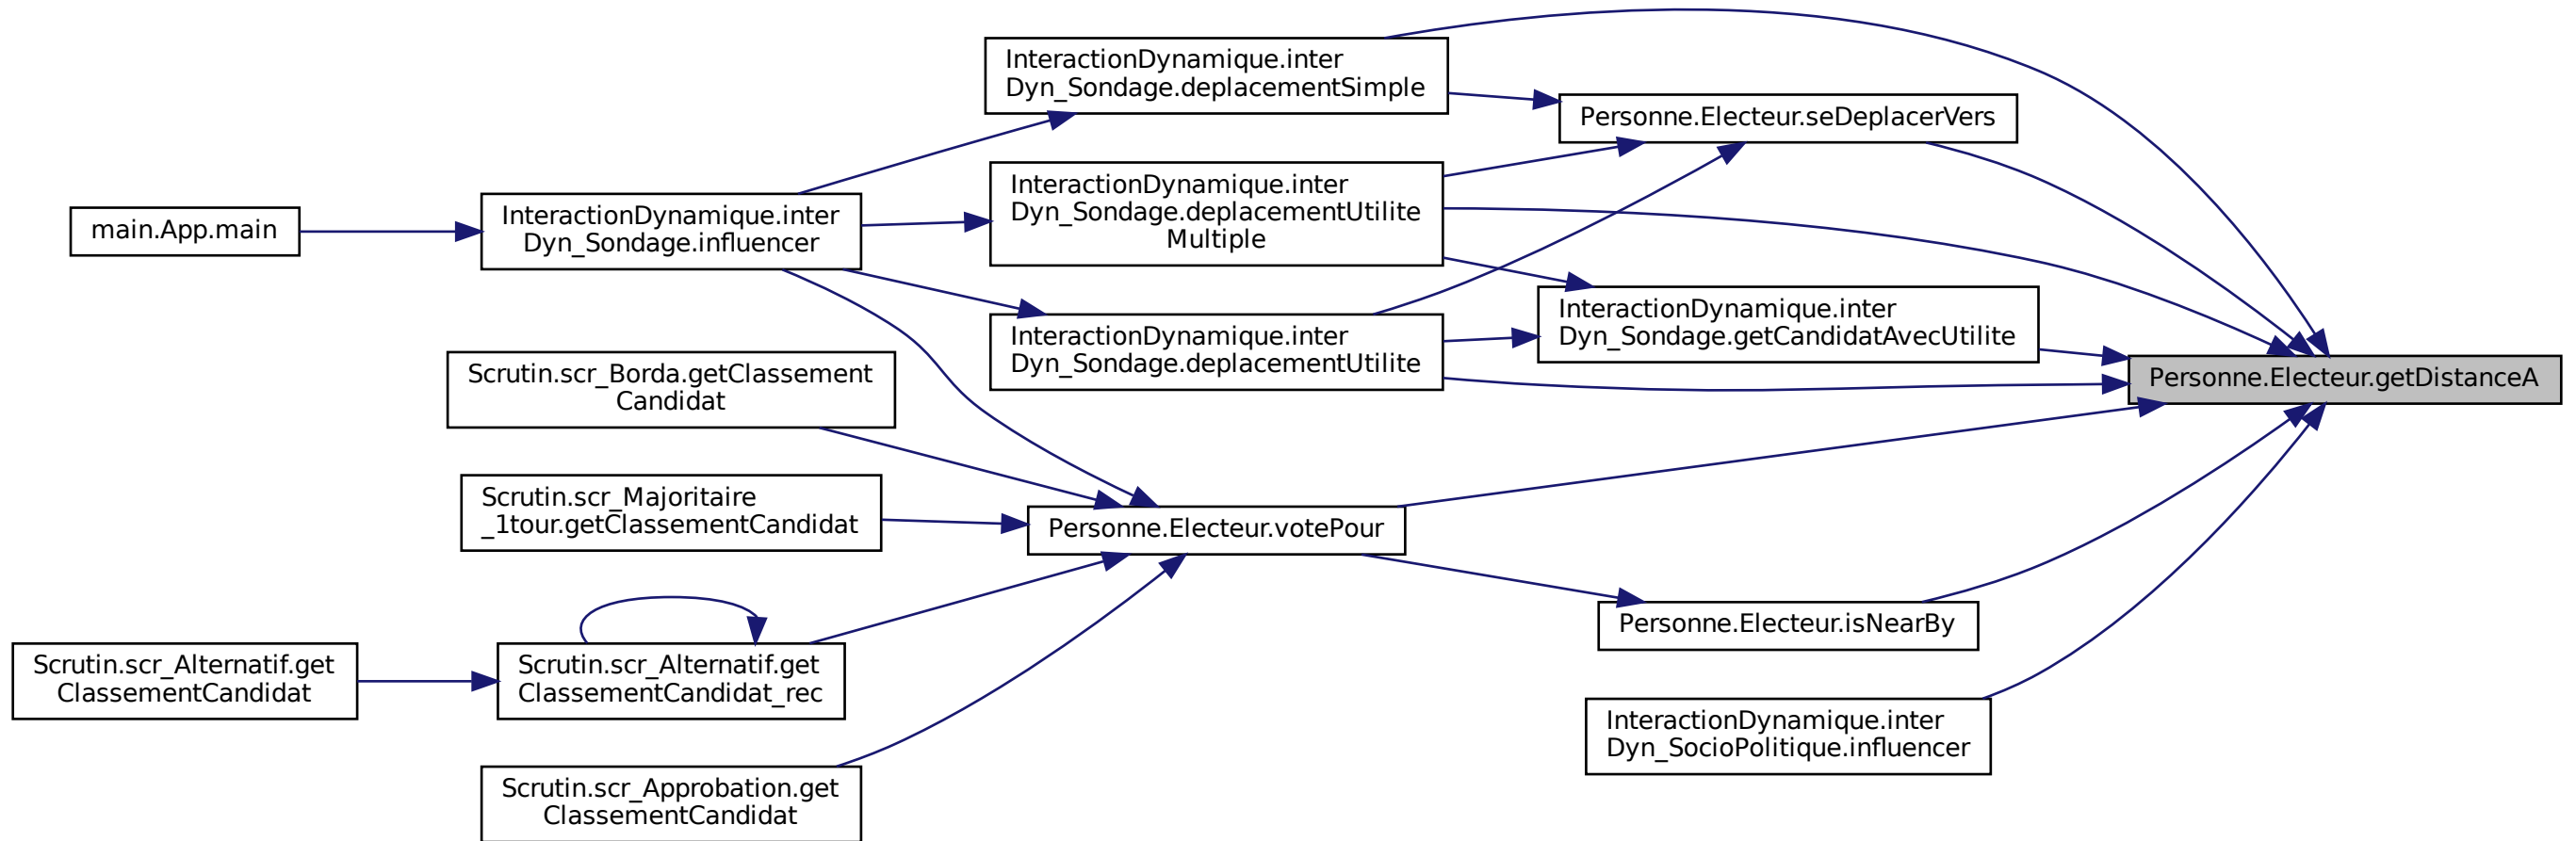 InteractionDynamique.inter
Dyn_Sondage.deplacementSimple
Personne.Electeur.seDeplacerVers
InteractionDynamique.inter
Dyn_Sondage.deplacementUtilite
Multiple
main.App.main
InteractionDynamique.inter
Dyn_Sondage.influencer
InteractionDynamique.inter
Dyn_Sondage.getCandidatAvecUtilite
InteractionDynamique.inter
Dyn_Sondage.deplacementUtilite
Personne.Electeur.getDistanceA
Scrutin.scr_Borda.getClassement
Candidat
Scrutin.scr_Majoritaire
_1tour.getClassementCandidat
Personne.Electeur.votePour
Personne.Electeur.isNearBy
Scrutin.scr_Alternatif.get
ClassementCandidat
Scrutin.scr_Alternatif.get
ClassementCandidat_rec
InteractionDynamique.inter
Dyn_SocioPolitique.influencer
Scrutin.scr_Approbation.get
ClassementCandidat